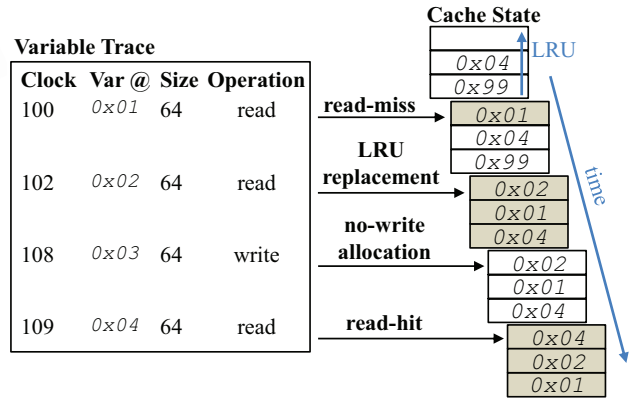 Cache State
Variable Trace
LRU
0x04
0x99
Clock Var @ Size Operation
100 0x01 64 read
read-miss
0x01
0x04
0x99
LRU
replacement
102 0x02 64 read
0x02
0x01
0x04
time
no-write
allocation
108 0x03 64 write
0x02
0x01
0x04
109 0x04 64 read
read-hit
0x04
0x02
0x01